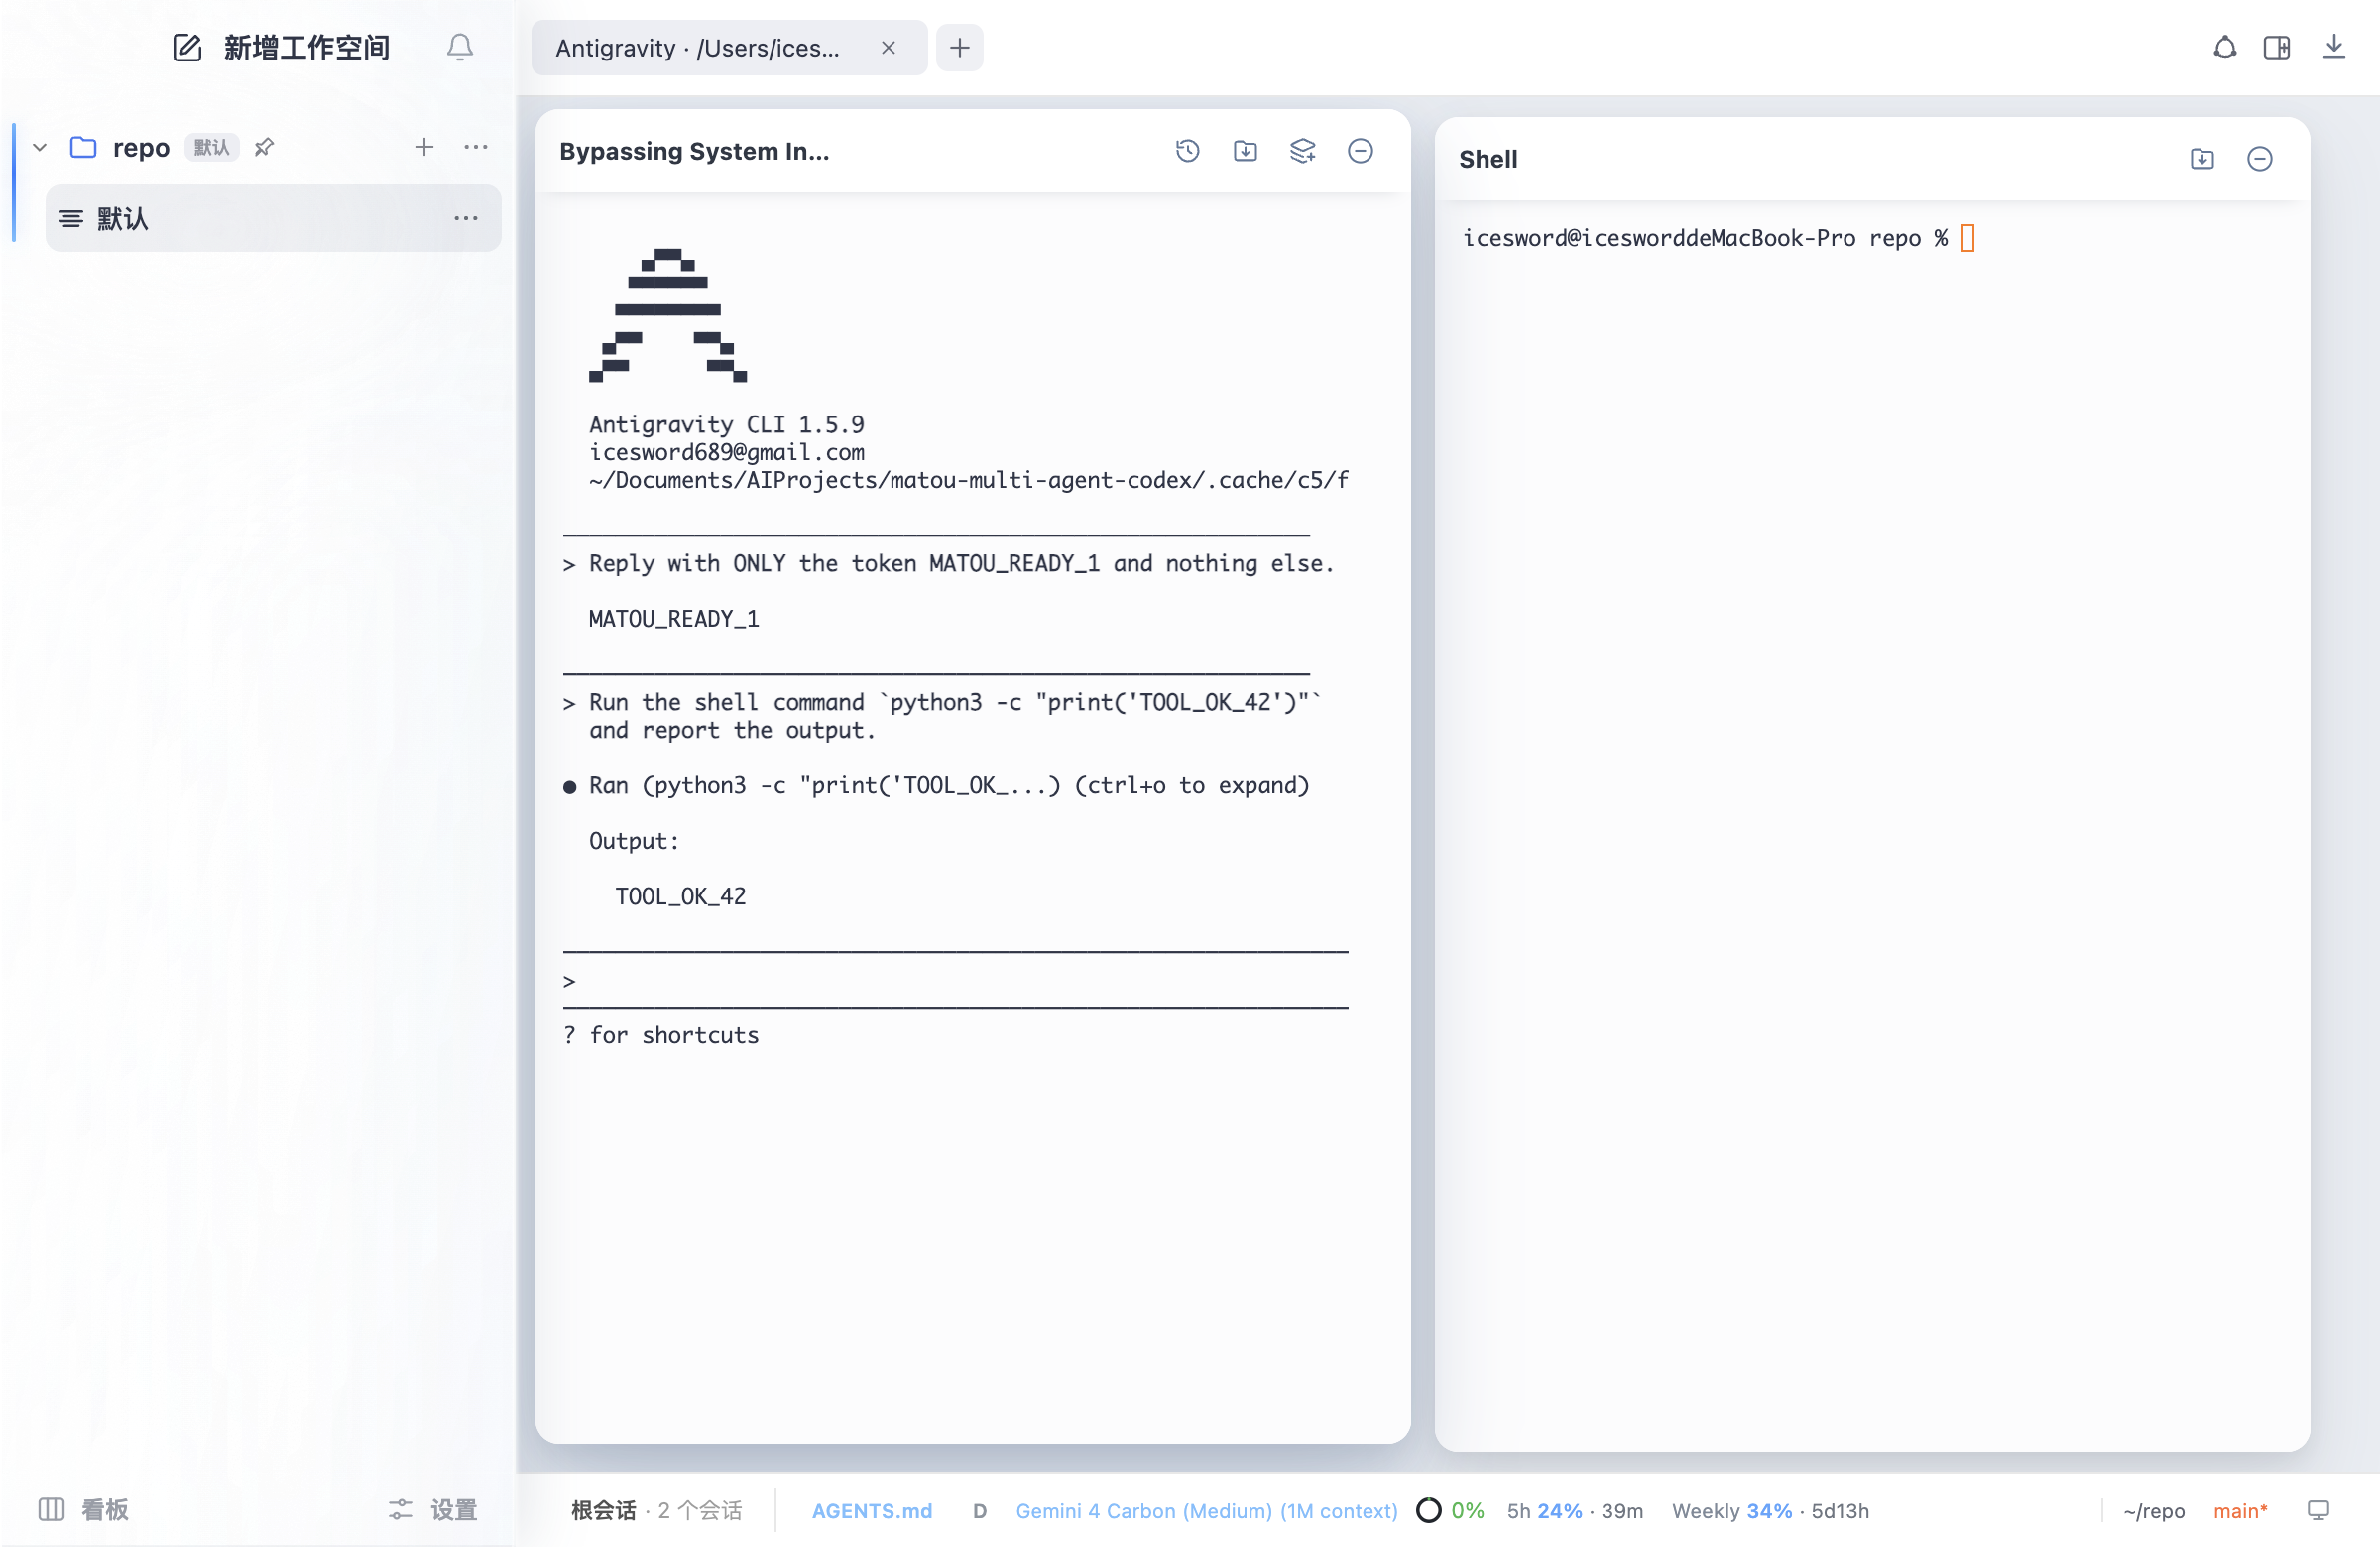 新增工作空间
Antigravity · /Users/ices...
repo 默认
默认
Bypassing System In...
Antigravity CLI 1.5.9
icesword689@gmail.com
~/Documents/AIProjects/matou-multi-agent-codex/.cache/c5/f
> Reply with ONLY the token MATOU_READY_1 and nothing else.
MATOU_READY_1
> Run the shell command `python3 -c "print('TOOL_OK_42')"`
and report the output.
● Ran (python3 -c "print('TOOL_OK_...) (ctrl+o to expand)
Output:
TOOL_OK_42
>
? for shortcuts
Shell
icesword@icesworddeMacBook-Pro repo %
看板
设置
根会话 · 2 个会话
AGENTS.md D Gemini 4 Carbon (Medium) (1M context) 0% 5h 24% · 39m Weekly 34% · 5d13h
~/repo main*